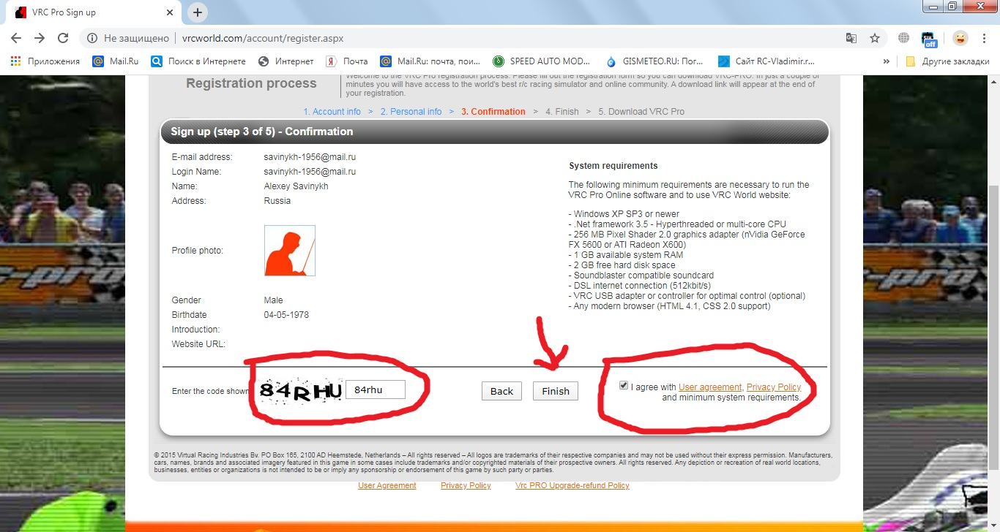 VRC Pro Sign up
Не защищено | vrcworld.com/account/register.aspx
off
Приложения Mail.Ru Поиск в Интернете Интернет Почта Mail.Ru: почта, пои... SPEED AUTO MOD... GISMETEO.RU: Пог... Сайт RC-Vladimir.r... » Другие закладки
Registration process
Welcome to the VRC Pro registration process. Please fill out the registration form so you can download VRC-PRO. In just a couple of
minutes you will have access to the world's best r/c racing simulator and online community. A download link will appear at the end of
your registration.
1. Account info > 2. Personal info > 3. Confirmation > 4. Finish > 5. Download VRC Pro
Sign up (step 3 of 5) - Confirmation
E-mail address: savinykh-1956@mail.ru
Login Name: savinykh-1956@mail.ru
Name: Alexey Savinykh
Address: Russia
Profile photo:
Gender Male
Birthdate 04-05-1978
Introduction:
Website URL:
System requirements
The following minimum requirements are necessary to run the
VRC Pro Online software and to use VRC World website:
- Windows XP SP3 or newer
- .Net framework 3.5 - Hyperthreaded or multi-core CPU
- 256 MB Pixel Shader 2.0 graphics adapter (nVidia GeForce
FX 5600 or ATI Radeon X600)
- 1 GB available system RAM
- 2 GB free hard disk space
- Soundblaster compatible soundcard
- DSL internet connection (512kbit/s)
- VRC USB adapter or controller for optimal control (optional)
- Any modern browser (HTML 4.1, CSS 2.0 support)
Enter the code shown 84RHU 84rhu Back Finish
I agree with User agreement, Privacy Policy
and minimum system requirements.
© 2015 Virtual Racing Industries Bv. PO Box 165, 2100 AD Heemstede, Netherlands – All rights reserved – All logos are trademarks of their respective companies and may not be used without their express permission. Manufacturers,
cars, names, brands and associated imagery featured in this game in some cases include trademarks and/or copyrighted materials of their prospective owners. All rights reserved. Any depiction or recreation of real world locations,
businesses, entities or organizations is not intended to be or imply any sponsorship or endorsement of this game by such party or parties.
User Agreement Privacy Policy Vrc PRO Upgrade-refund Policy